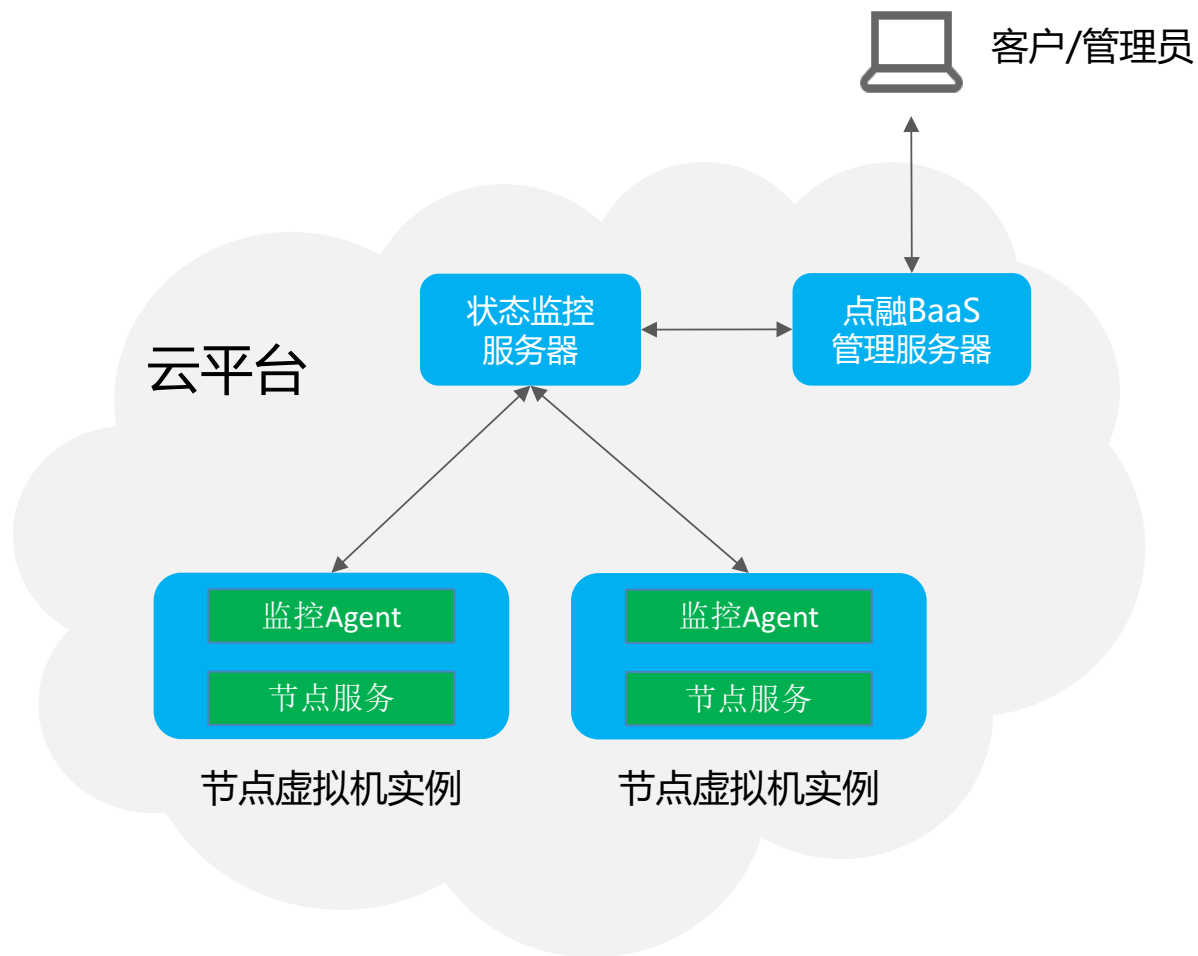 客户/管理员
状态监控
服务器
点融BaaS
管理服务器
云平台
监控Agent
节点服务
监控Agent
节点服务
节点虚拟机实例
节点虚拟机实例